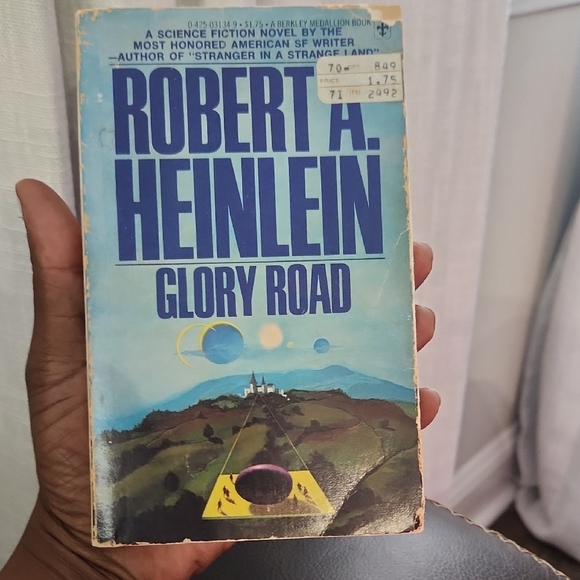 0-425-03134-9 • $1.75 • A BERKLEY MEDALLION BOOK
A SCIENCE FICTION NOVEL BY THE
MOST HONORED AMERICAN SF WRITER
—AUTHOR OF "STRANGER IN A STRANGE LAND"
70 849
PRICE 1.75
71 2992
ROBERT A.
HEINLEIN
GLORY ROAD